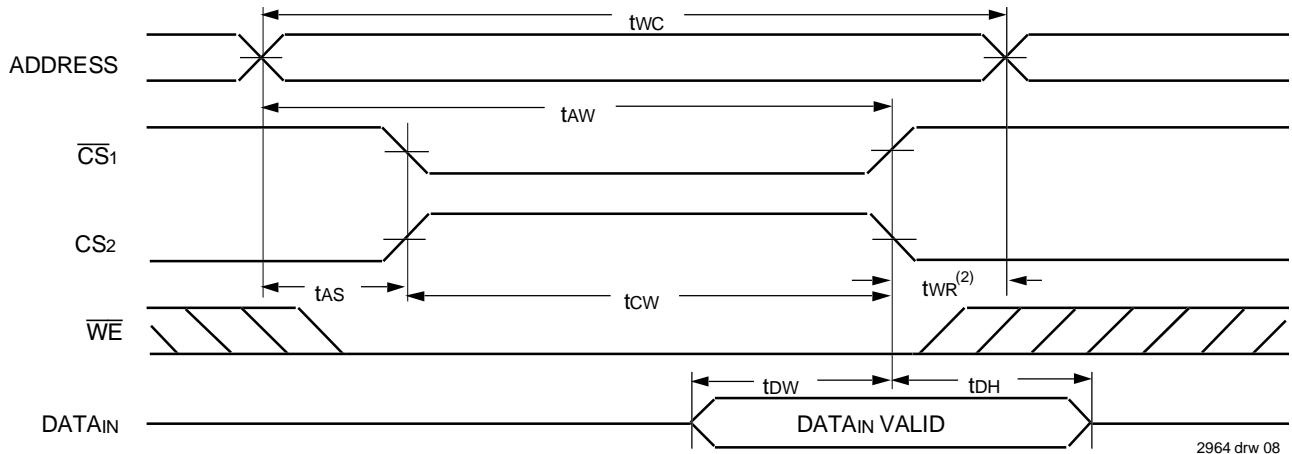 tWC
ADDRESS
tAW
CS1
CS2
tAS
tCW
tWR(2)
WE
tDW
tDH
DATAIN
DATAIN VALID
2964 drw 08